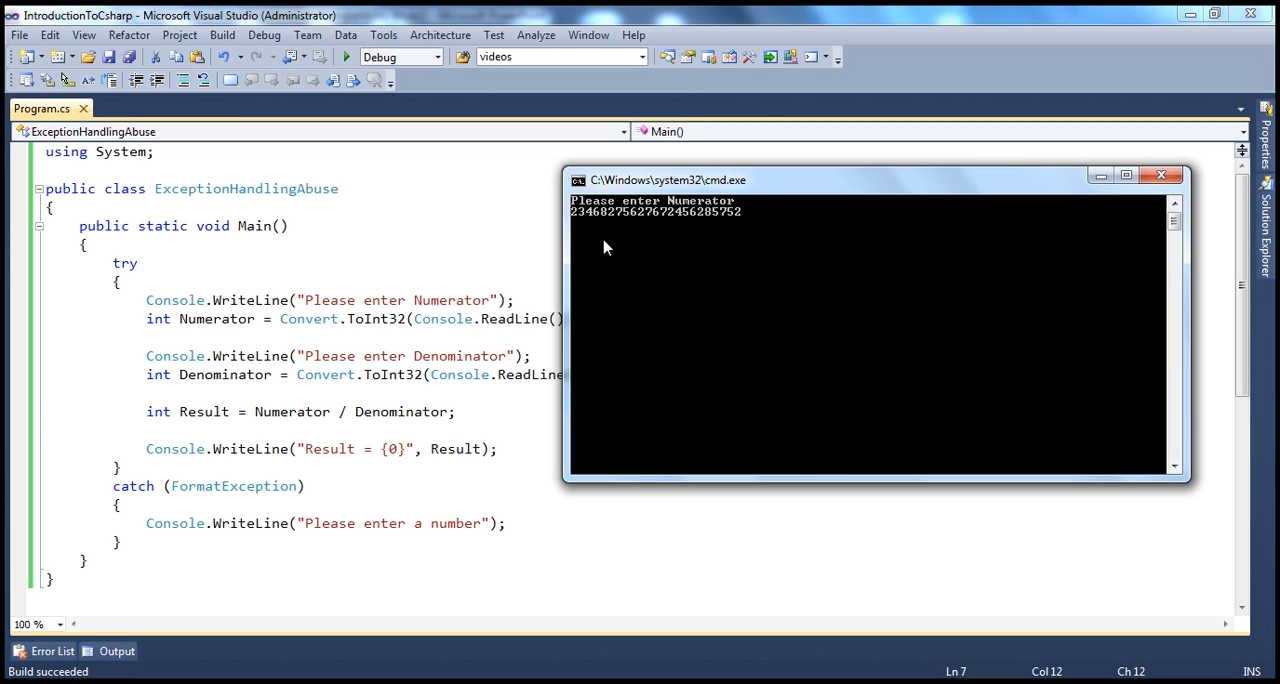 IntroductionToCsharp - Microsoft Visual Studio (Administrator)
File Edit View Refactor Project Build Debug Team Data Tools Architecture Test Analyze Window Help
Debug videos
Program.cs
ExceptionHandlingAbuse Main()
using System;
public class ExceptionHandlingAbuse
{
public static void Main()
{
try
{
Console.WriteLine("Please enter Numerator");
int Numerator = Convert.ToInt32(Console.ReadLine()
Console.WriteLine("Please enter Denominator");
int Denominator = Convert.ToInt32(Console.ReadLine
int Result = Numerator / Denominator;
Console.WriteLine("Result = {0}", Result);
}
catch (FormatException)
{
Console.WriteLine("Please enter a number");
}
}
}
C:\Windows\system32\cmd.exe
Please enter Numerator
23468275627672456285752
Properties
Solution Explorer
100 %
Error List Output
Build succeeded Ln 7 Col 12 Ch 12 INS